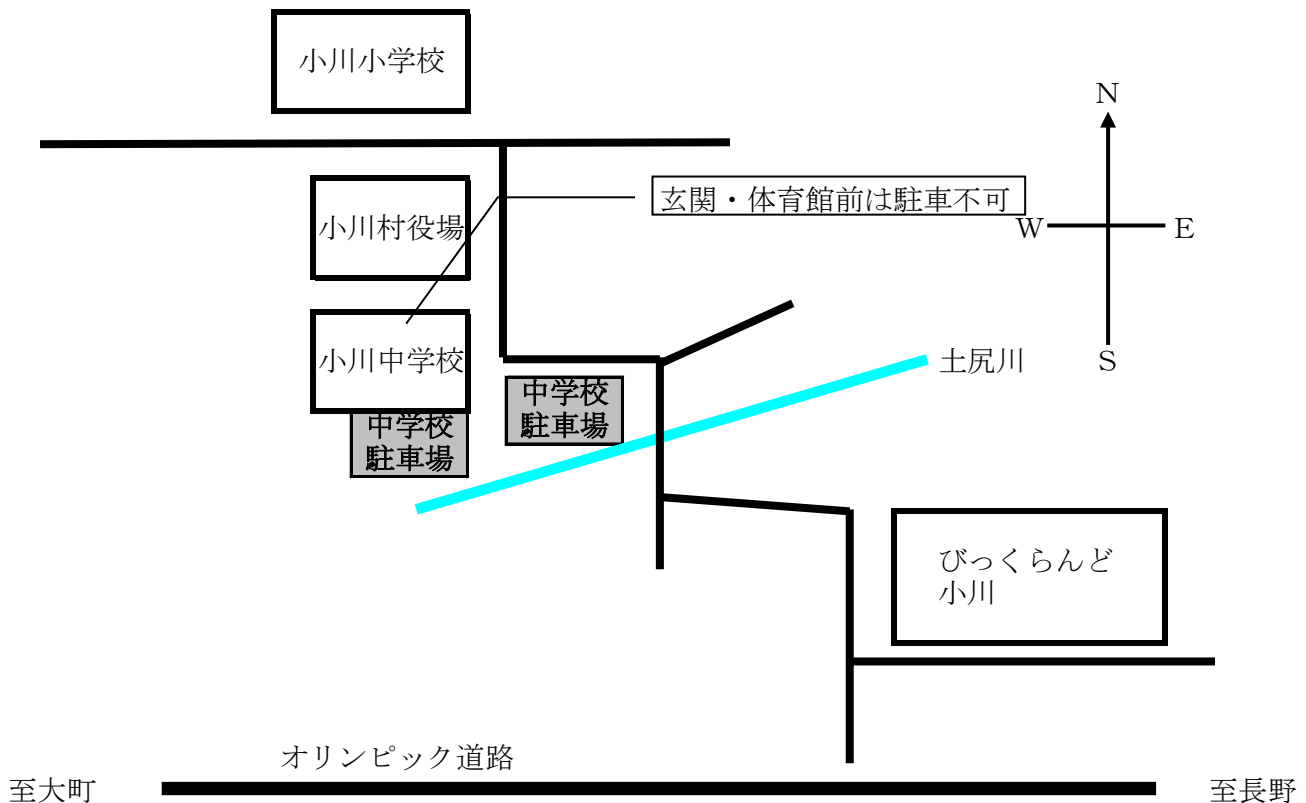 小川小学校
N
玄関・体育館前は駐車不可
小川村役場
W
E
小川中学校
土尻川
S
中学校
駐車場
中学校
駐車場
びっくらんど
小川
オリンピック道路
至大町
至長野